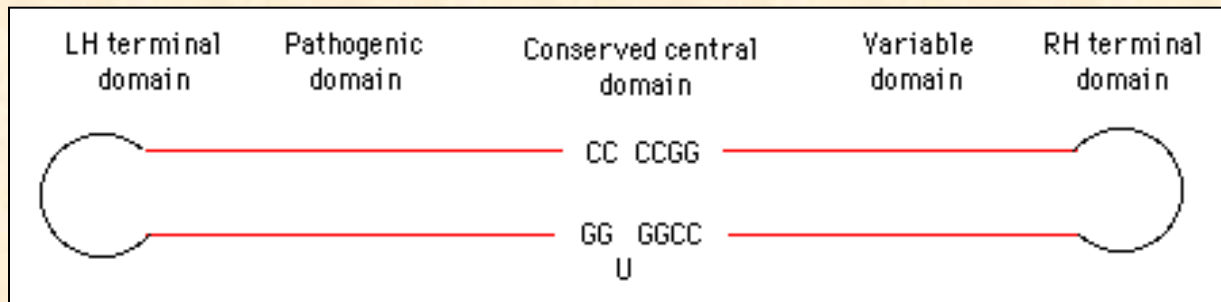 LH terminal domain
Pathogenic domain
Conserved central domain
Variable domain
RH terminal domain
CC CCGG
GG GGCC
U